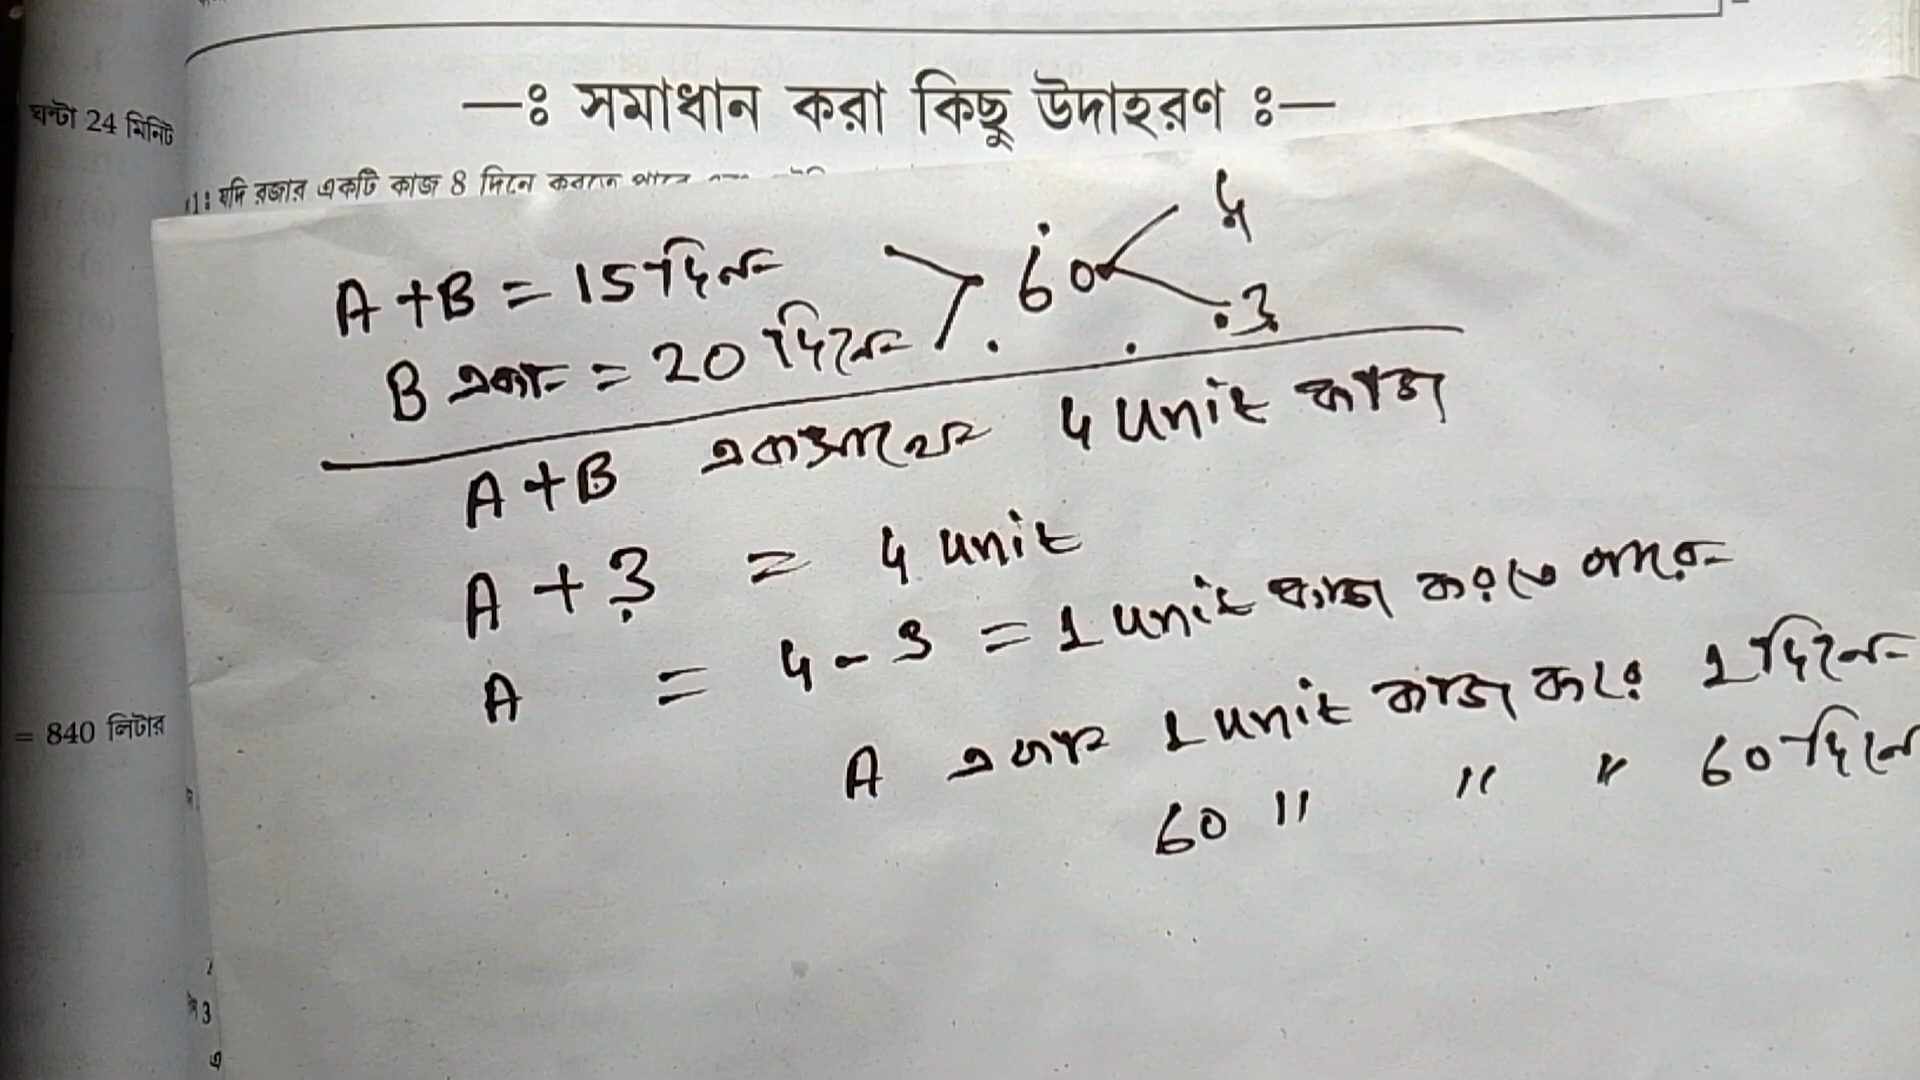 ঘন্টা 24 মিনিট
—ঃ সমাধান করা কিছু উদাহরণ ঃ—
1ঃ যদি রজার একটি কাজ 8 দিনে করতে পারে
A + B = 15 দিনে
B একা = 20 দিনে
60
4
3
A + B একসাথে 4 unit কাজ
A + 3 = 4 unit
A = 4 - 3 = 1 unit কাজ করতে পারে
A একা 1 unit কাজ করে 1 দিনে
60 " " " 60 দিনে
= 840 লিটার
3